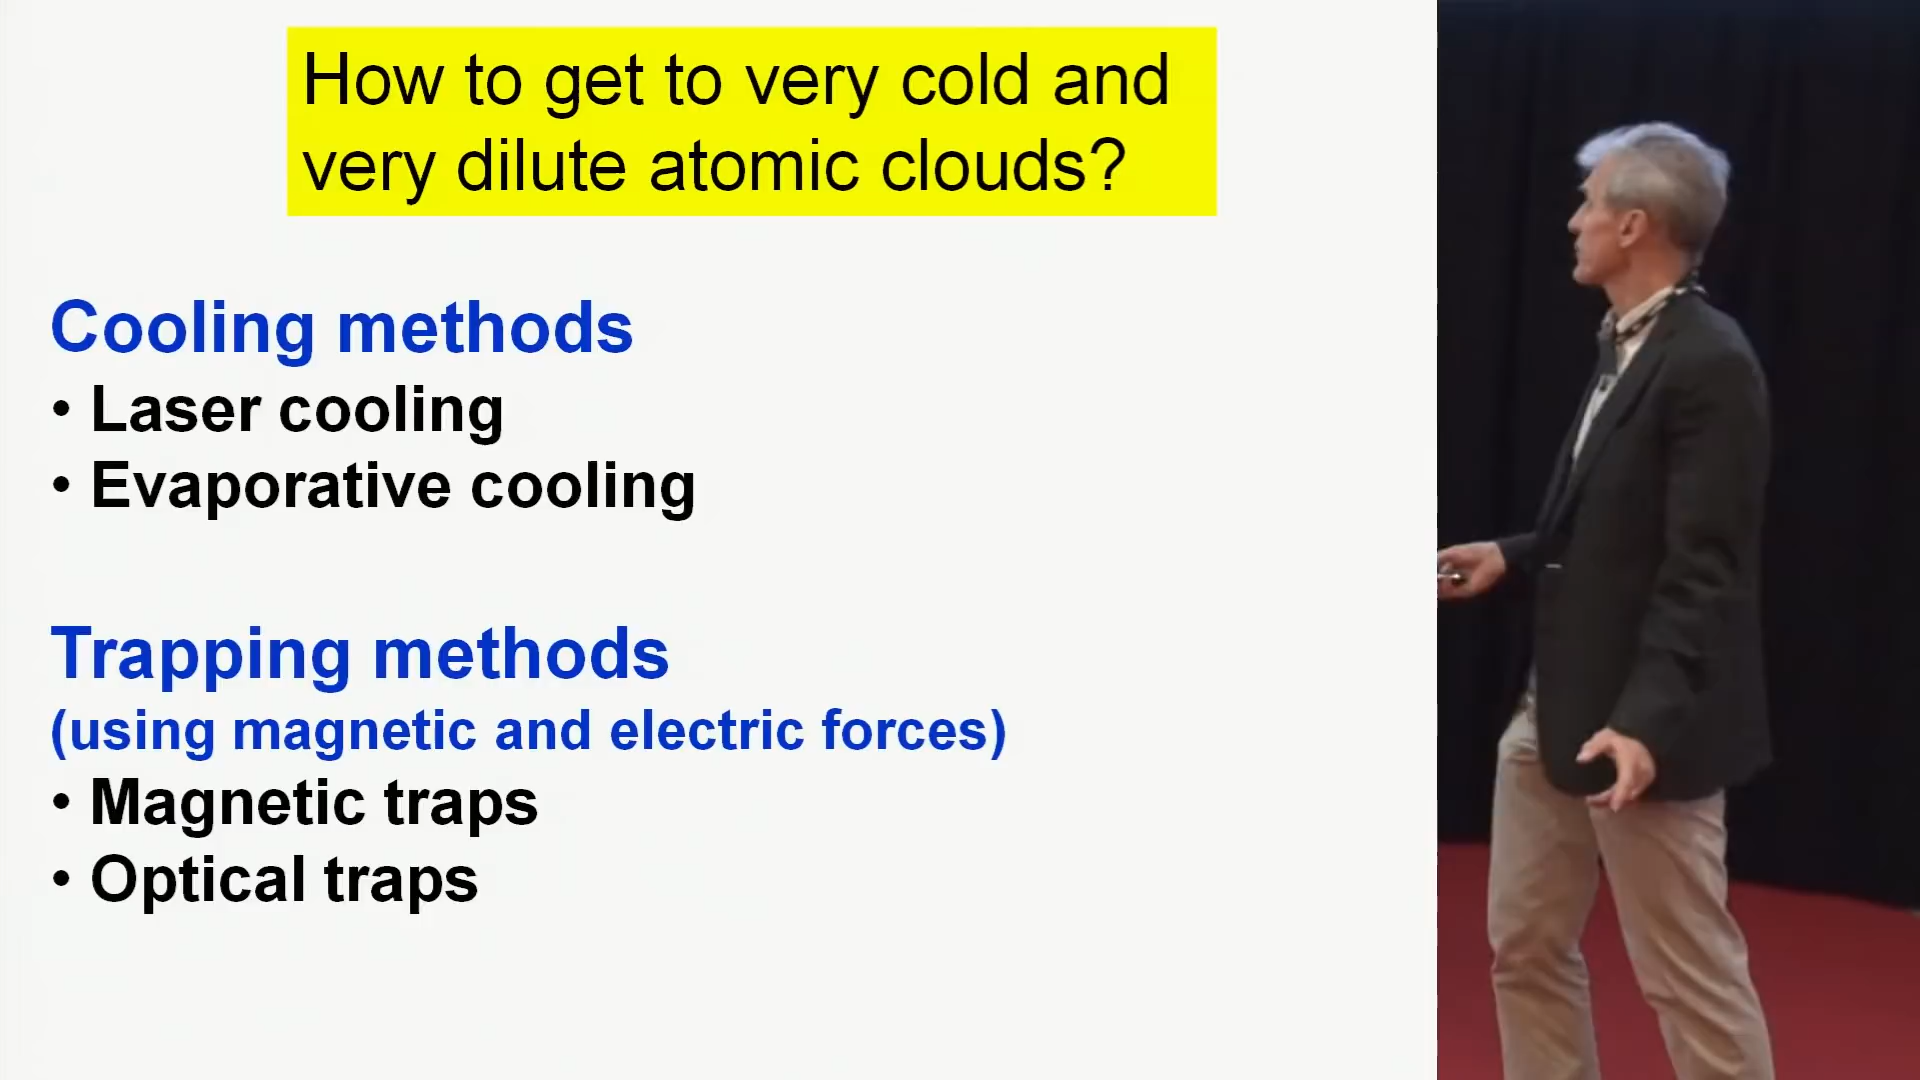 How to get to very cold and
very dilute atomic clouds?
Cooling methods
• Laser cooling
• Evaporative cooling
Trapping methods
(using magnetic and electric forces)
• Magnetic traps
• Optical traps